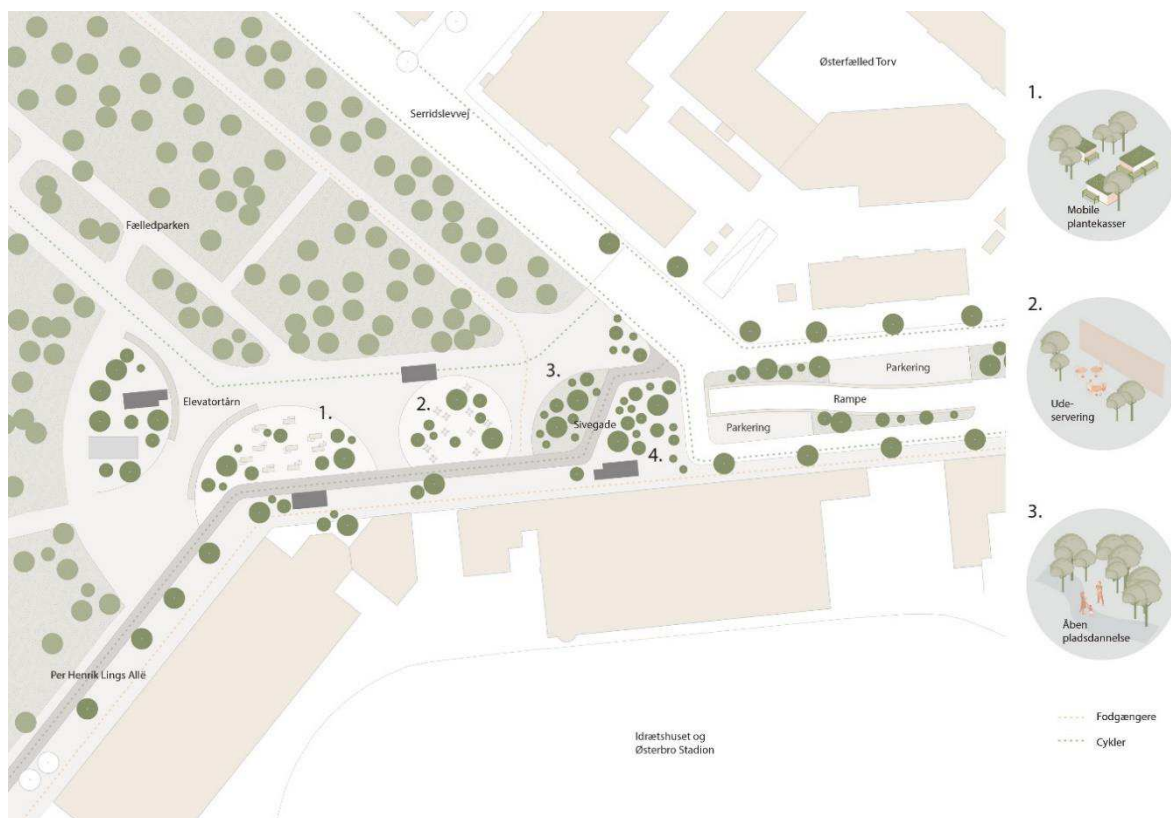 Østerfælled Torv
Serridslevvej
Fælledparken
Elevatortårn
1.
2.
3.
Sivegade
4.
Parkering
Rampe
Parkering
Per Henrik Lings Allé
Idrætshuset og
Østerbro Stadion
1.
Mobile
plantekasser
2.
Ude-
servering
3.
Åben
pladsdannelse
Fodgængere
Cykler